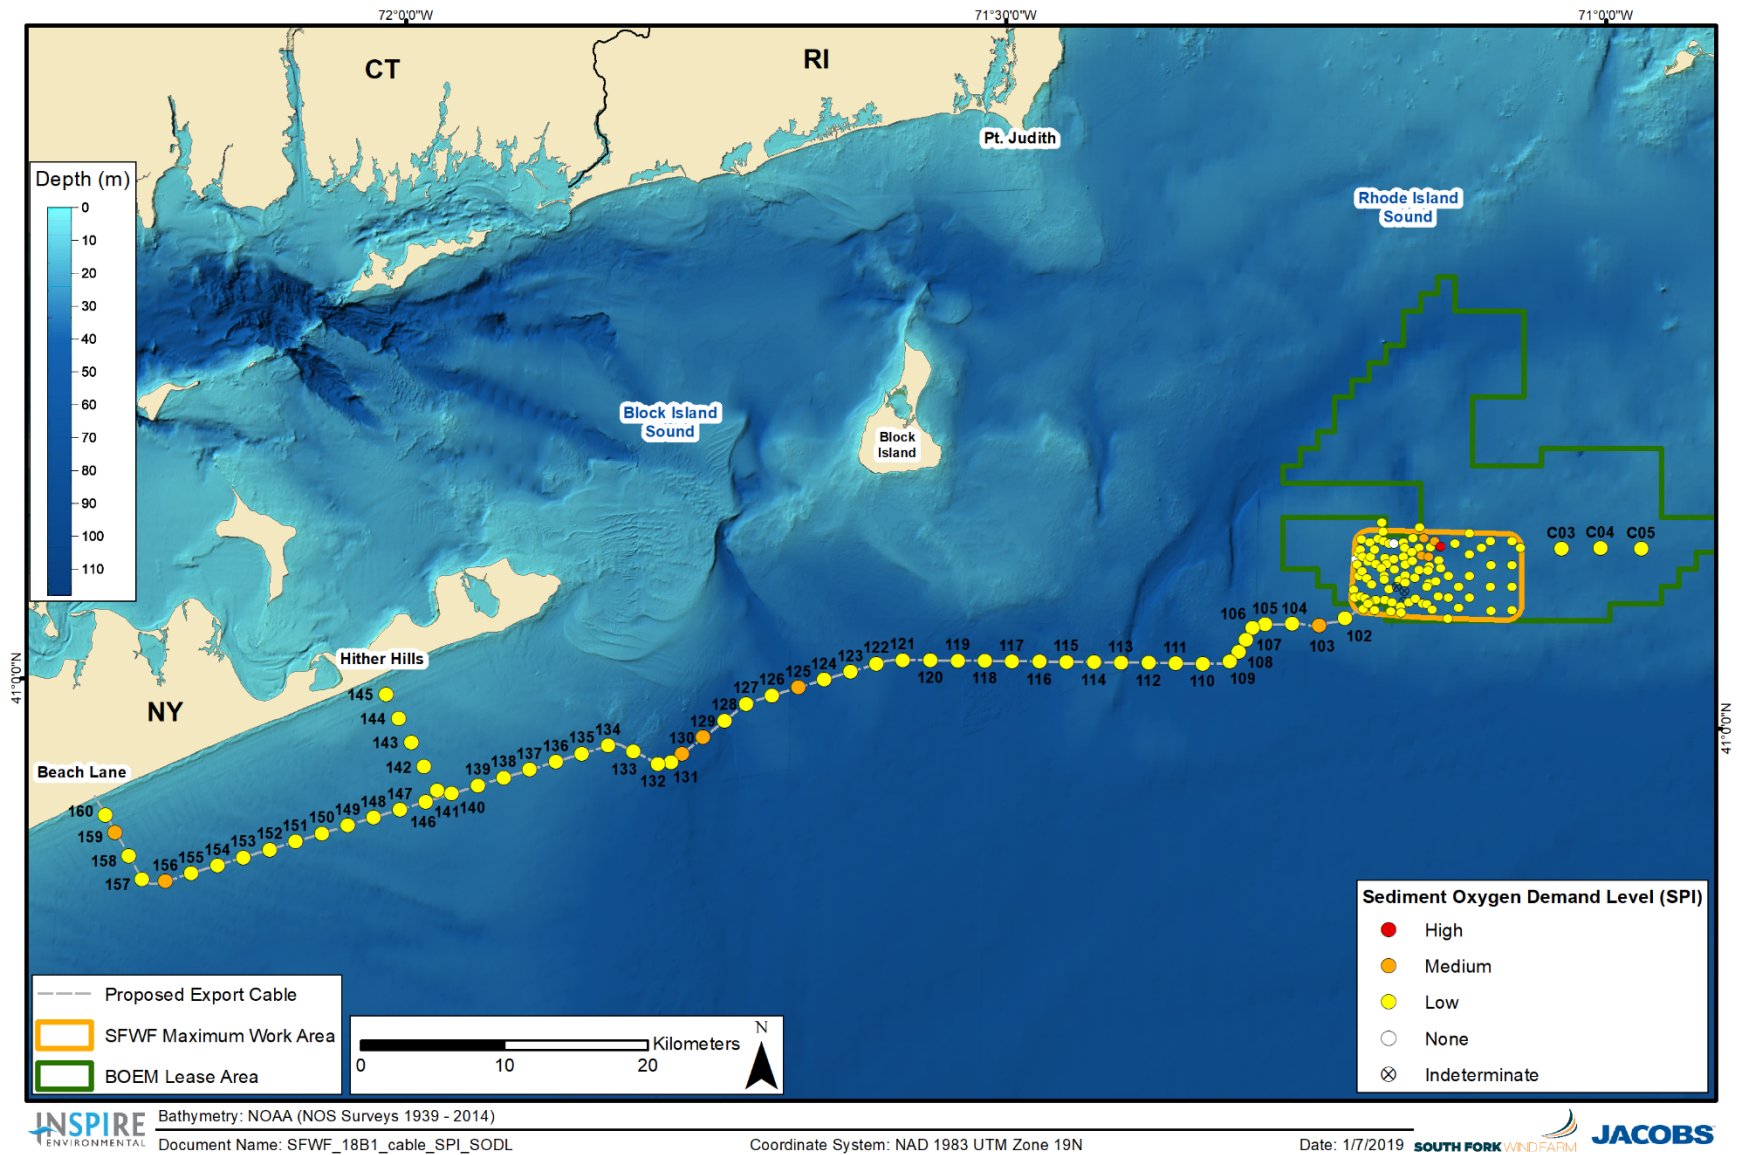 72°0'0"W
71°30'0"W
71°0'0"W
CT
RI
Pt. Judith
Depth (m)
0
10
20
30
40
50
60
70
80
90
100
110
Rhode Island
Sound
Block Island
Sound
Block
Island
C03
C04
C05
106
105
104
102
103
107
108
109
122
121
119
117
115
113
111
120
118
116
114
112
110
127
126
125
124
123
128
129
130
134
135
136
137
138
139
133
132
131
Hither Hills
145
144
143
142
41°0'0"N
41°0'0"N
NY
Beach Lane
160
159
158
157
156
155
154
153
152
151
150
149
148
147
146
141
140
Sediment Oxygen Demand Level (SPI)
High
Medium
Low
None
Indeterminate
Proposed Export Cable
SFWF Maximum Work Area
BOEM Lease Area
N
Kilometers
0
10
20
INSPIRE
ENVIRONMENTAL
Bathymetry: NOAA (NOS Surveys 1939 - 2014)
Document Name: SFWF_18B1_cable_SPI_SODL
Coordinate System: NAD 1983 UTM Zone 19N
Date: 1/7/2019
SOUTH FORK WIND FARM
JACOBS